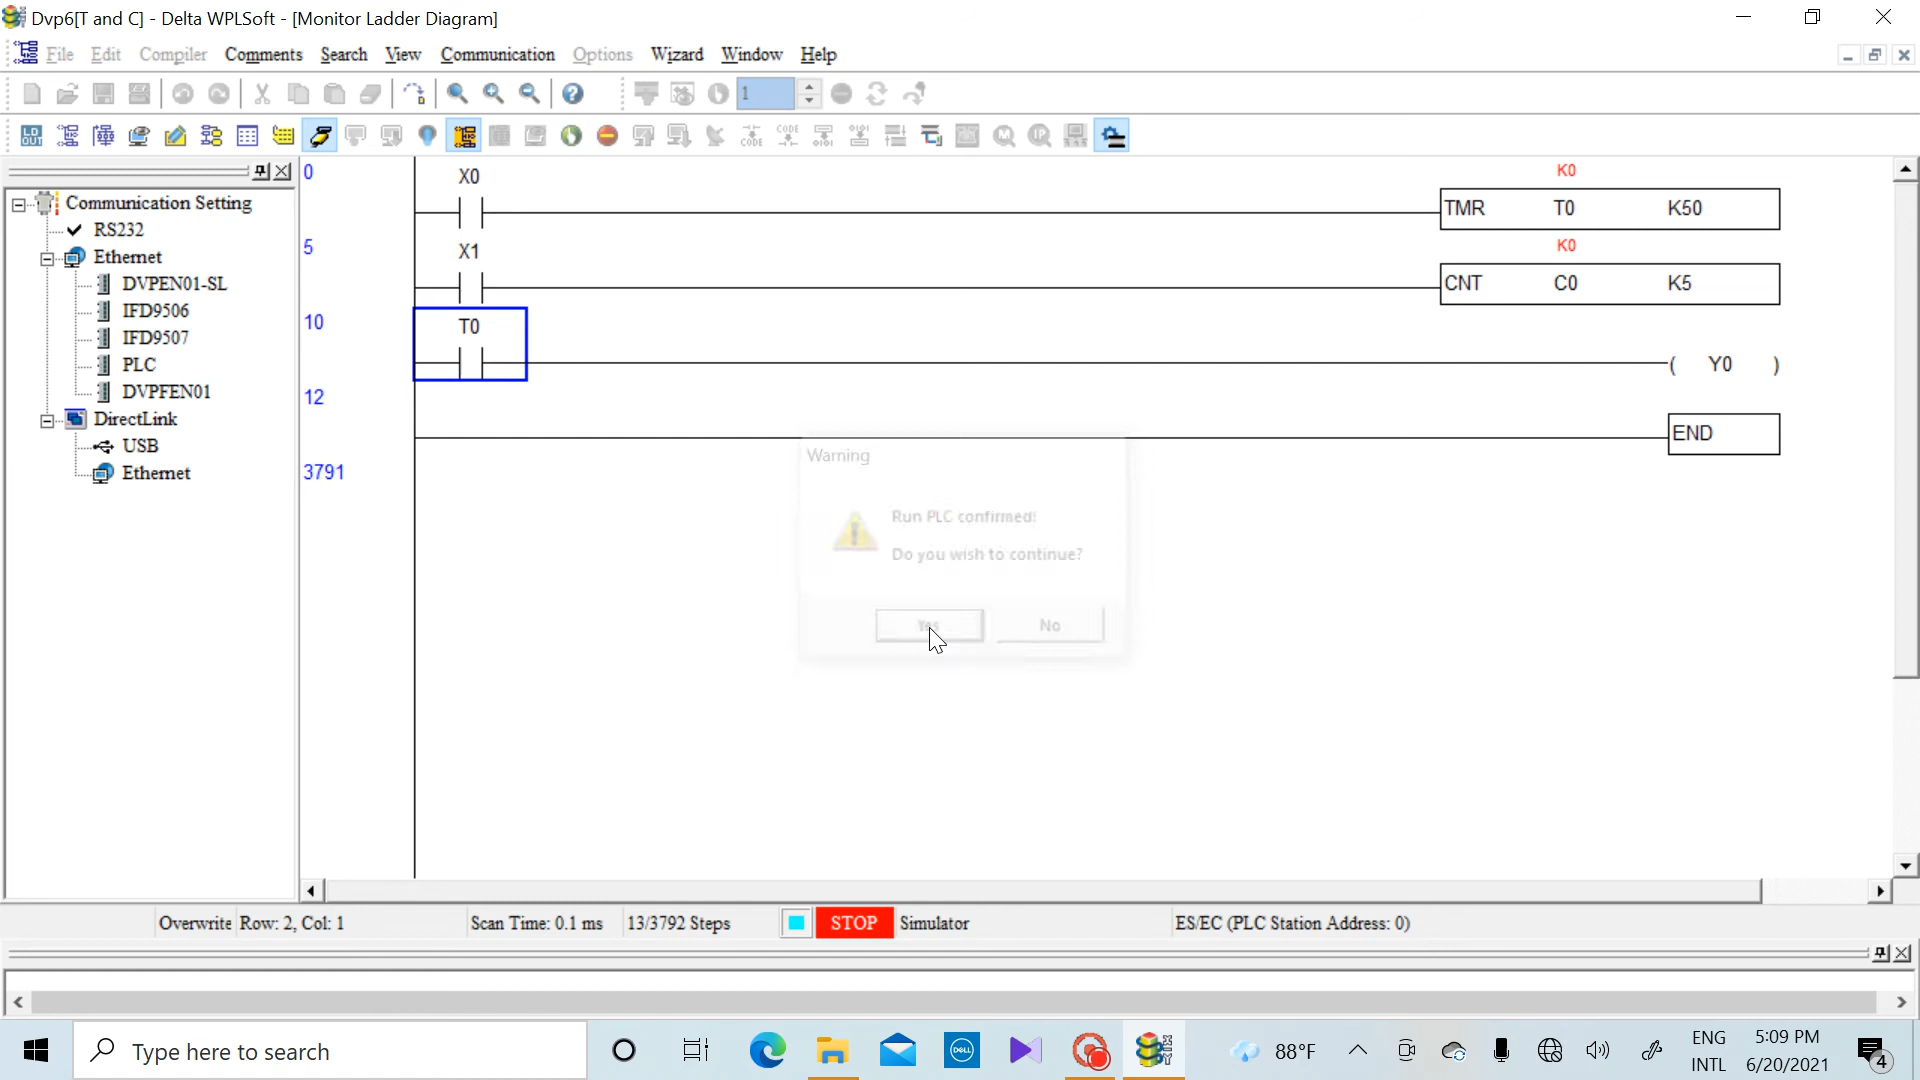 Dvp6[T and C] - Delta WPLSoft - [Monitor Ladder Diagram]
File Edit Compiler Comments Search View Communication Options Wizard Window Help
1
Communication Setting
RS232
Ethernet
DVPEN01-SL
IFD9506
IFD9507
PLC
DVPFEN01
DirectLink
USB
Ethernet
0
X0
K0
TMR T0 K50
5
X1
K0
CNT C0 K5
10
T0
( Y0 )
12
END
3791
Warning
Run PLC confirmed!
Do you wish to continue?
Yes No
Overwrite Row: 2, Col: 1 Scan Time: 0.1 ms 13/3792 Steps STOP Simulator ES/EC (PLC Station Address: 0)
Type here to search
DELL
88°F
ENG
INTL
5:09 PM
6/20/2021
4